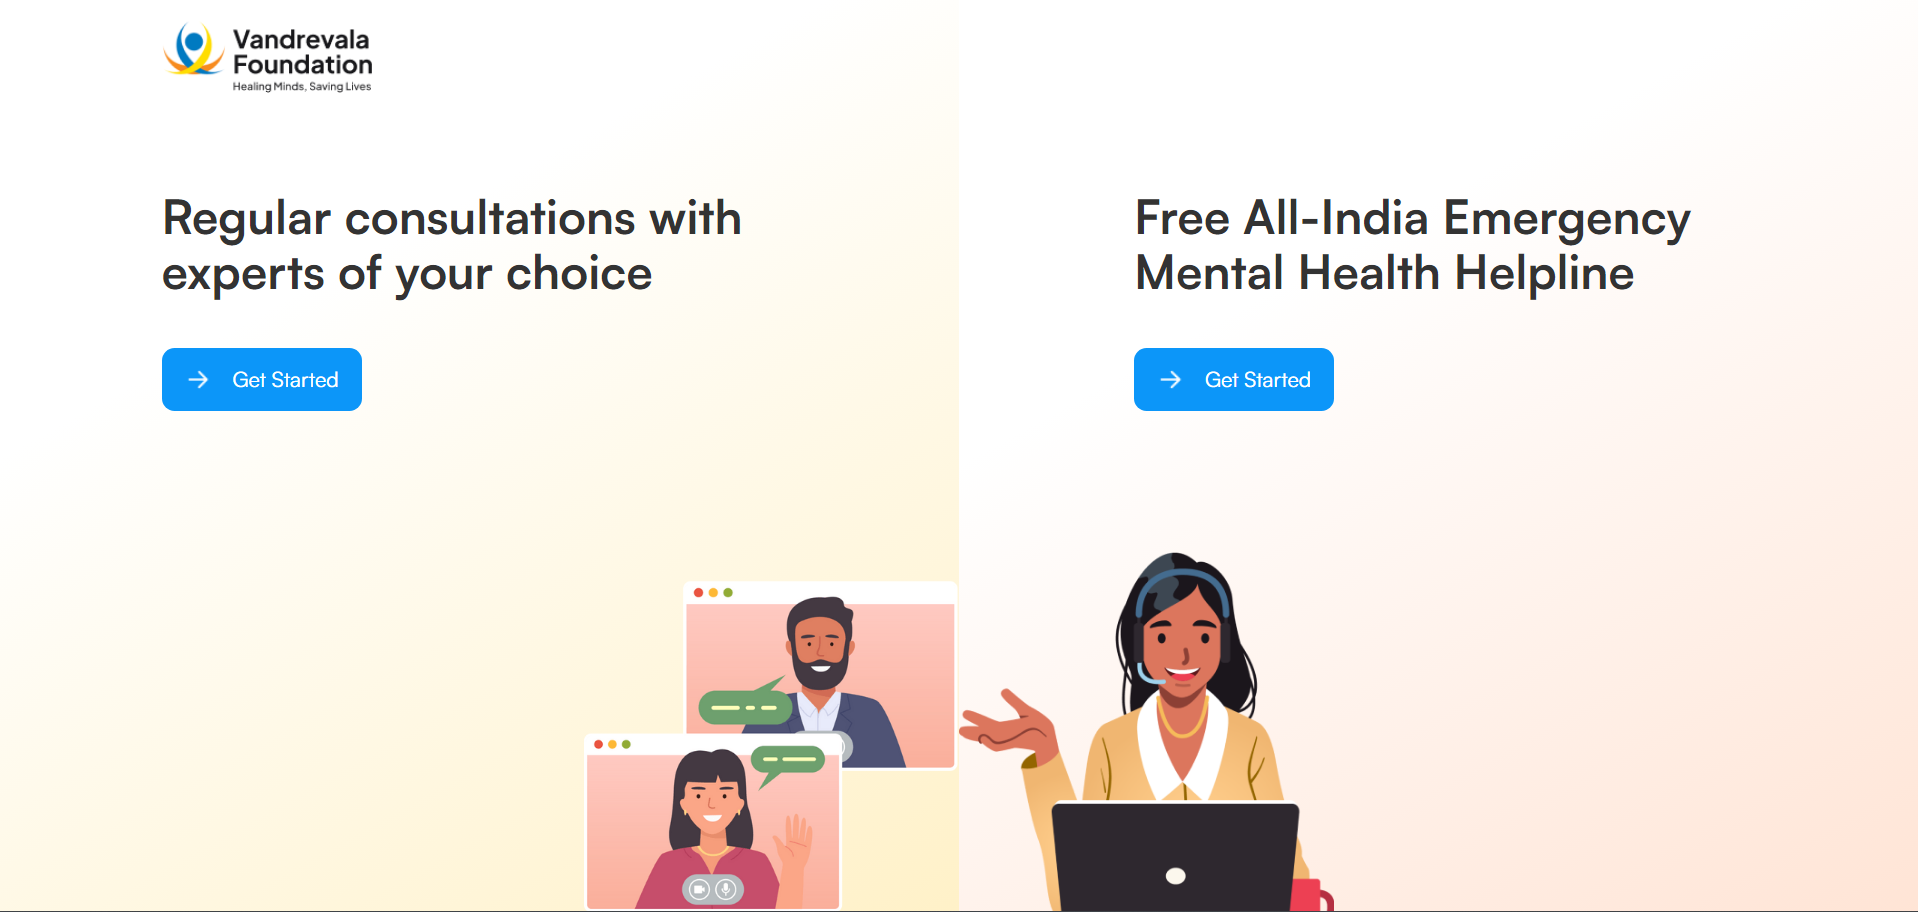 Vandrevala
Foundation
Healing Minds, Saving Lives
Regular consultations with
experts of your choice
Get Started
Free All-India Emergency
Mental Health Helpline
Get Started